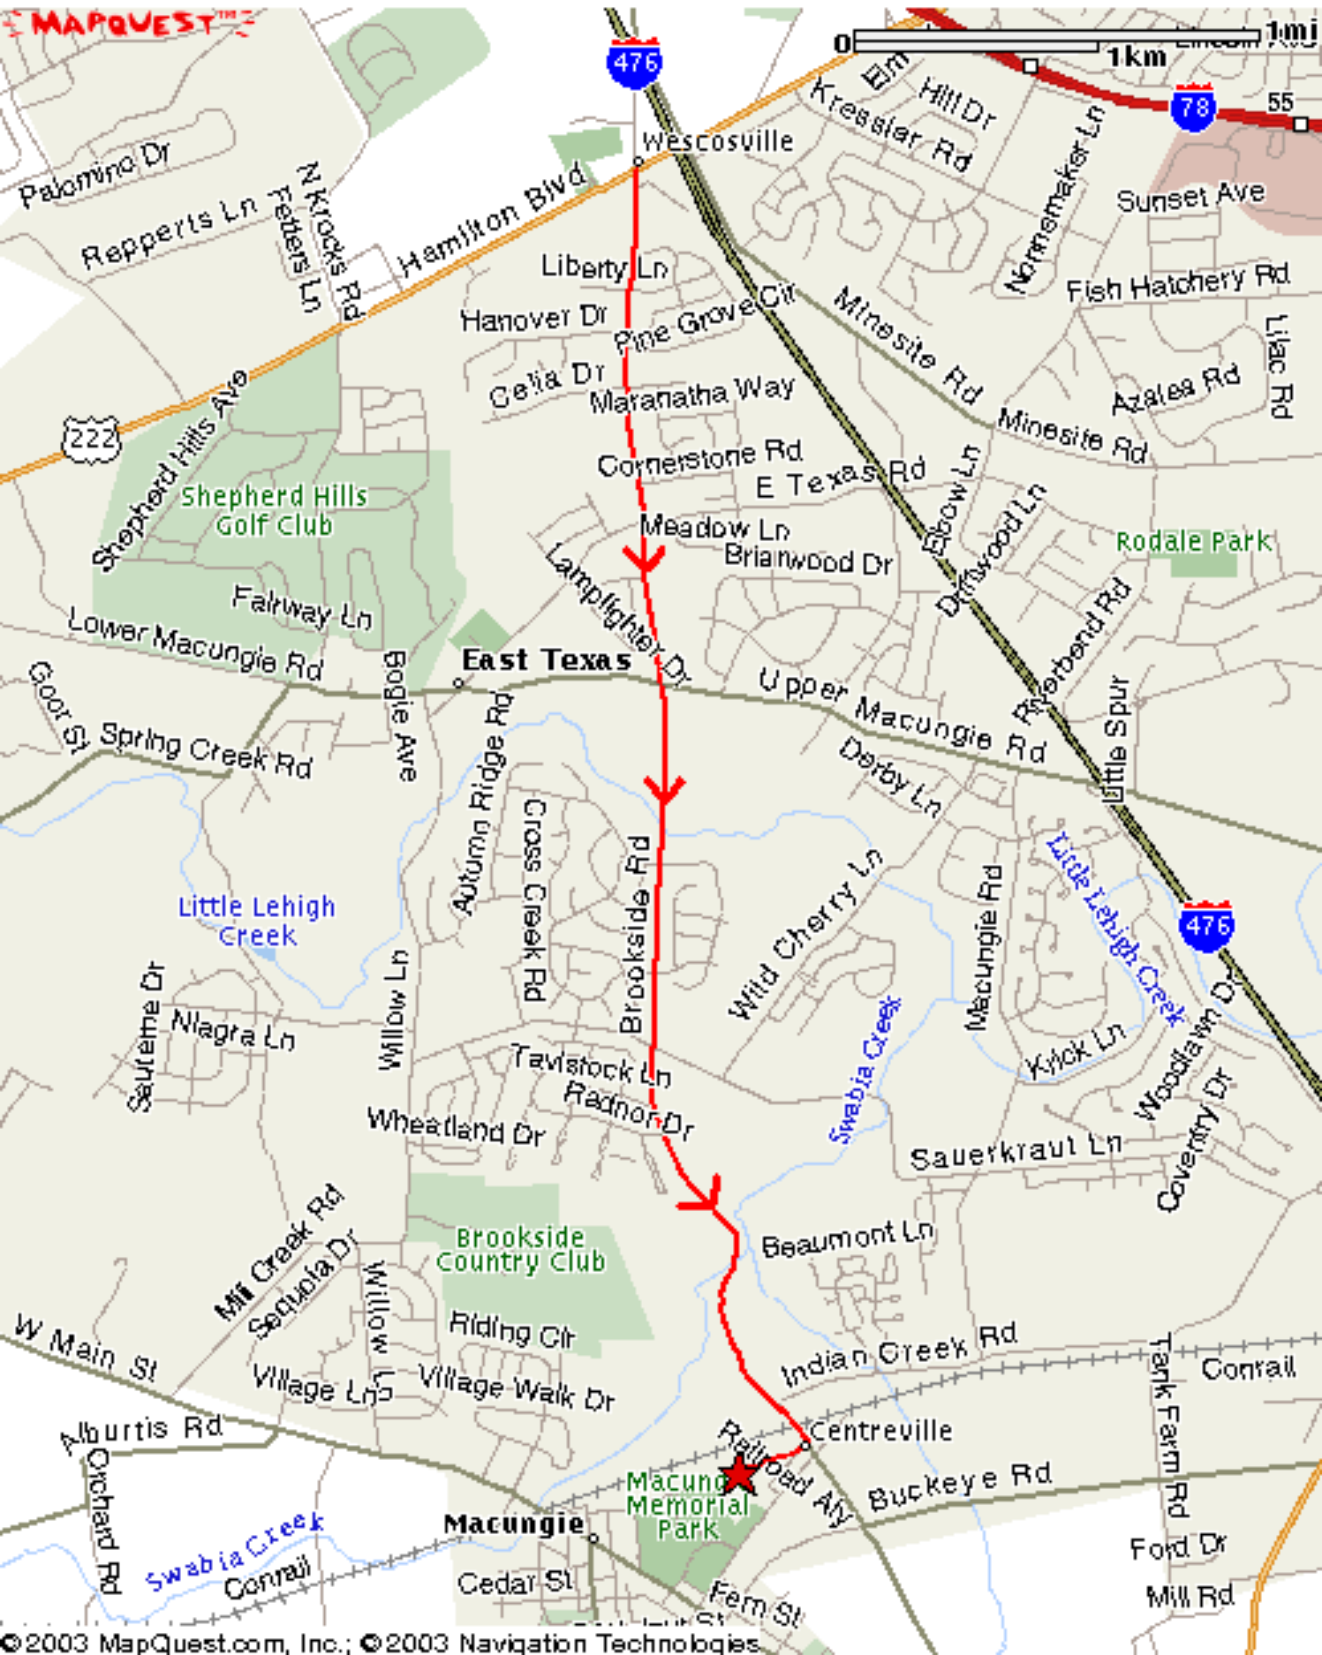 MAPQUEST™
0
1mi
1km
476
78
55
Elm
Hill Dr
Kressler Rd
Wescosville
Nonnemaker Ln
Sunset Ave
Palomino Dr
Repperts Ln
Fetters Ln
N Krocks Rd
Hamilton Blvd
Liberty Ln
Hanover Dr
Pine Grove Cir
Fish Hatchery Rd
Minesite Rd
Lilac Rd
Celia Dr
Maranatha Way
Azalea Rd
Minesite Rd
222
Shepherd Hills Ave
Cornerstone Rd
E Texas Rd
Elbow Ln
Driftwood Ln
Shepherd Hills
Golf Club
Meadow Ln
Briarwood Dr
Rodale Park
Lamplighter Dr
Fairway Ln
Lower Macungie Rd
East Texas
Riverbend Rd
Upper Macungie Rd
Goor St
Bogie Ave
Spring Creek Rd
Autumn Ridge Rd
Little Spur
Derby Ln
Cross Creek Rd
Brookside Rd
Wild Cherry Ln
Macungie Rd
Little Lehigh Creek
476
Little Lehigh
Creek
Willow Ln
Sauterne Dr
Niagra Ln
Swabia Creek
Krick Ln
Woodlawn Dr
Coventry Dr
Tavistock Ln
Radnor Dr
Wheatland Dr
Sauerkraut Ln
Mill Creek Rd
Sequoia Dr
Brookside
Country Club
Beaumont Ln
Willow Ln
Riding Cir
Indian Creek Rd
W Main St
Village Ln
Village Walk Dr
Tank Farm Rd
Conrail
Alburtis Rd
Orchard Rd
Centreville
Railroad Aly
Buckeye Rd
Macung
Memorial
Park
Macungie
Swabia Creek
Conrail
Cedar St
Fern St
Ford Dr
Mill Rd
©2003 MapQuest.com, Inc.; ©2003 Navigation Technologies